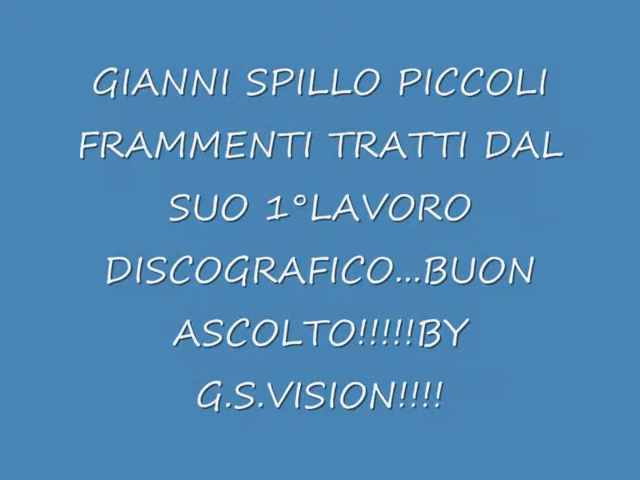 GIANNI SPILLO PICCOLI
FRAMMENTI TRATTI DAL
SUO 1°LAVORO
DISCOGRAFICO...BUON
ASCOLTO!!!!!BY
G.S.VISION!!!!